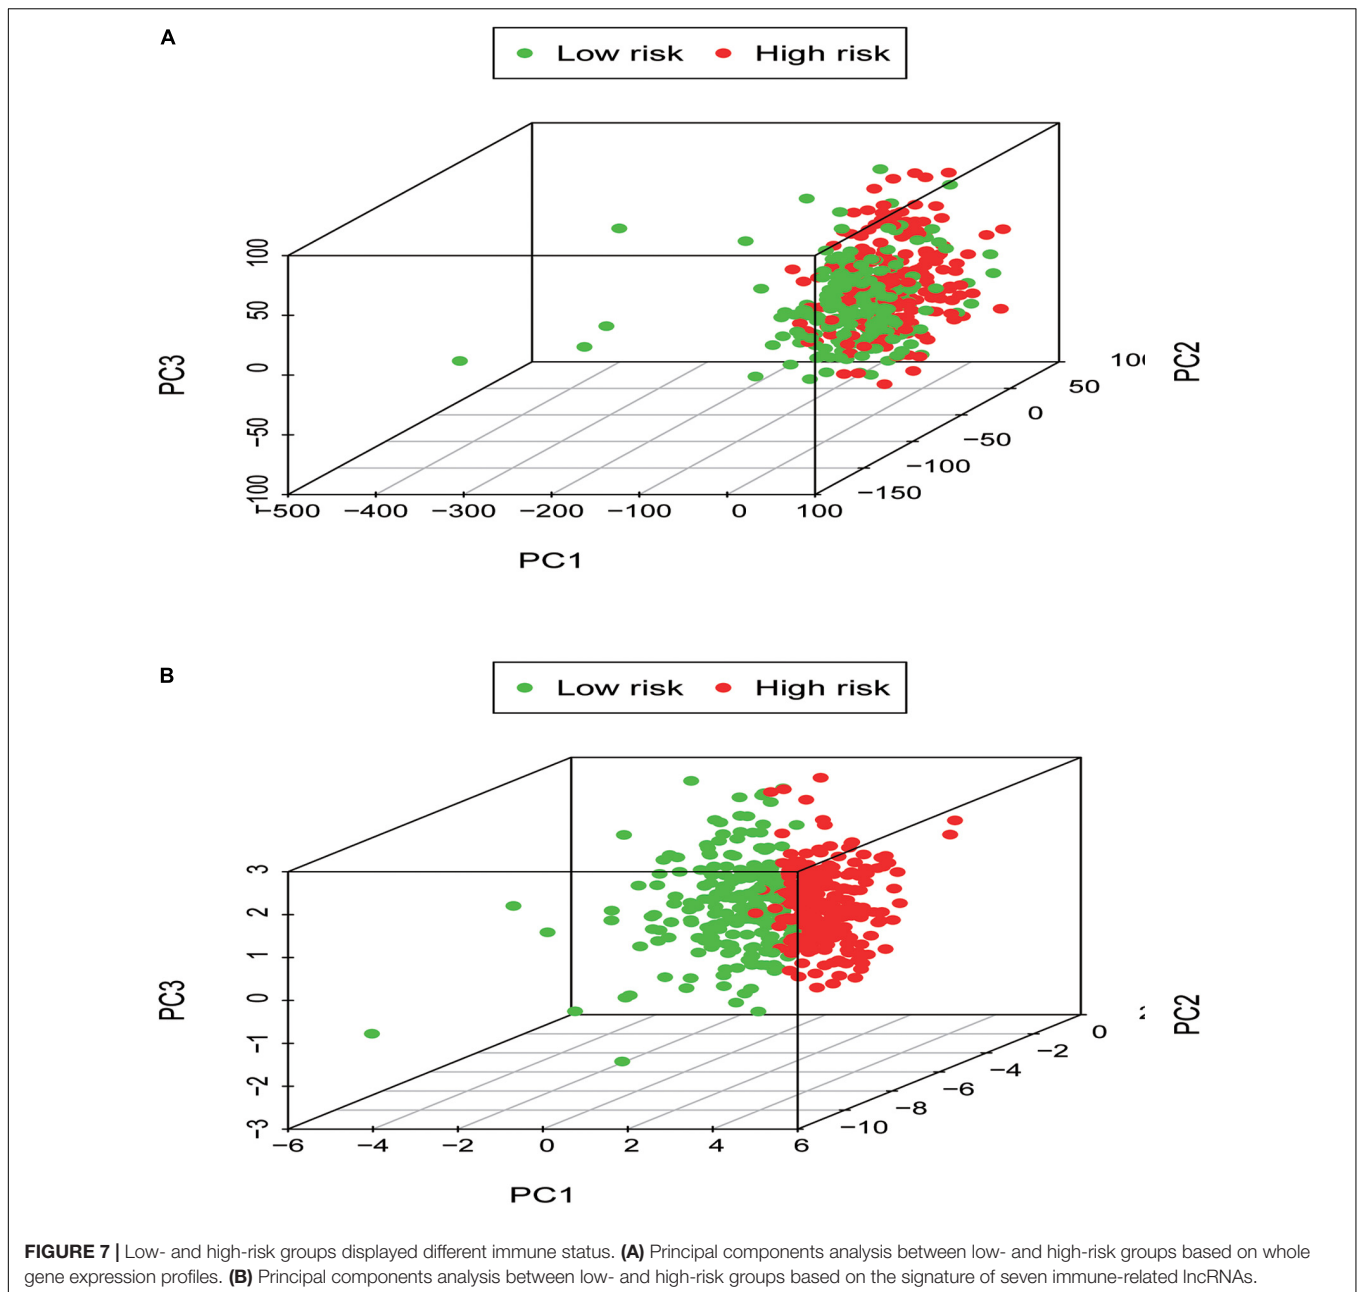 A
Low risk High risk
100
50
0
−50
−100
PC3
−500 −400 −300 −200 −100 0 100
PC1
−150
−100
−50
0
50
PC2
B
Low risk High risk
3
2
1
0
−1
−2
−3
PC3
−6 −4 −2 0 2 4 6
PC1
−10
−8
−6
−4
−2
0
PC2
FIGURE 7 | Low- and high-risk groups displayed different immune status. (A) Principal components analysis between low- and high-risk groups based on whole
gene expression profiles. (B) Principal components analysis between low- and high-risk groups based on the signature of seven immune-related lncRNAs.